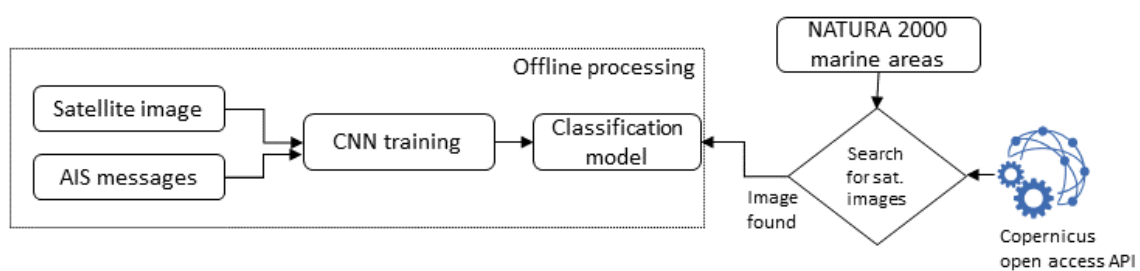 NATURA 2000
marine areas
Offline processing
Satellite image
AIS messages
CNN training
Classification
model
Search
for sat.
images
Image
found
Copernicus
open access API